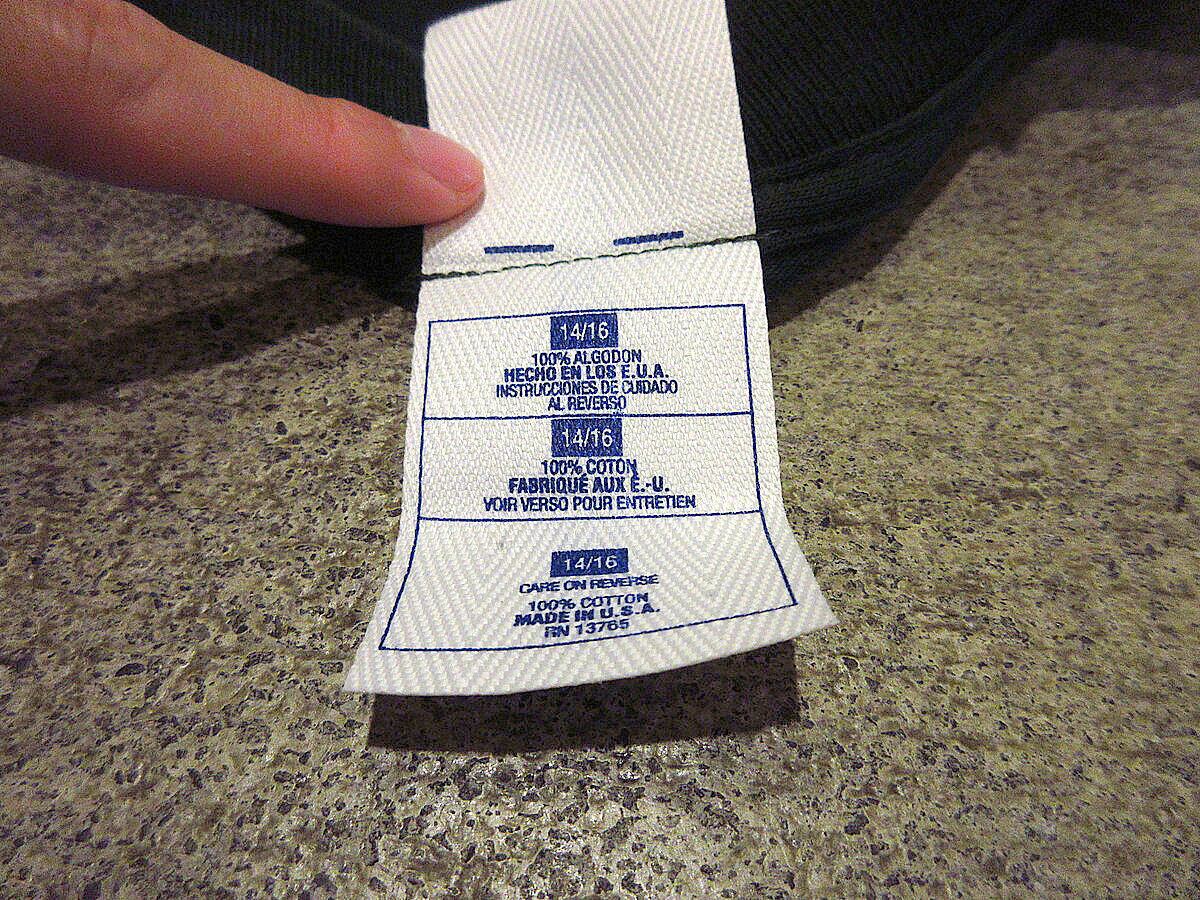 14/16
100% ALGODON
HECHO EN LOS E.U.A.
INSTRUCCIONES DE CUIDADO
AL REVERSO
14/16
100% COTON
FABRIQUÉ AUX É.-U.
VOIR VERSO POUR ENTRETIEN
14/16
CARE ON REVERSE
100% COTTON
MADE IN U.S.A.
RN 13765